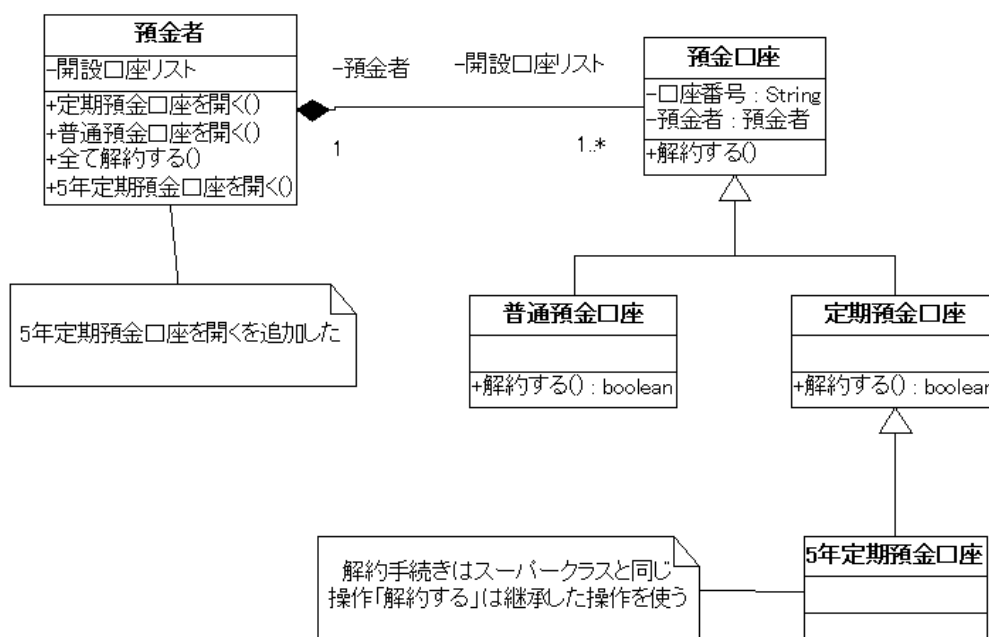 預金者
-開設口座リスト
+定期預金口座を開く()
+普通預金口座を開く()
+全て解約する()
+5年定期預金口座を開く()
-預金者
-開設口座リスト
1
1..*
預金口座
-口座番号 : String
-預金者 : 預金者
+解約する()
5年定期預金口座を開くを追加した
普通預金口座
+解約する() : boolean
定期預金口座
+解約する() : boolean
解約手続きはスーパークラスと同じ
操作「解約する」は継承した操作を使う
5年定期預金口座